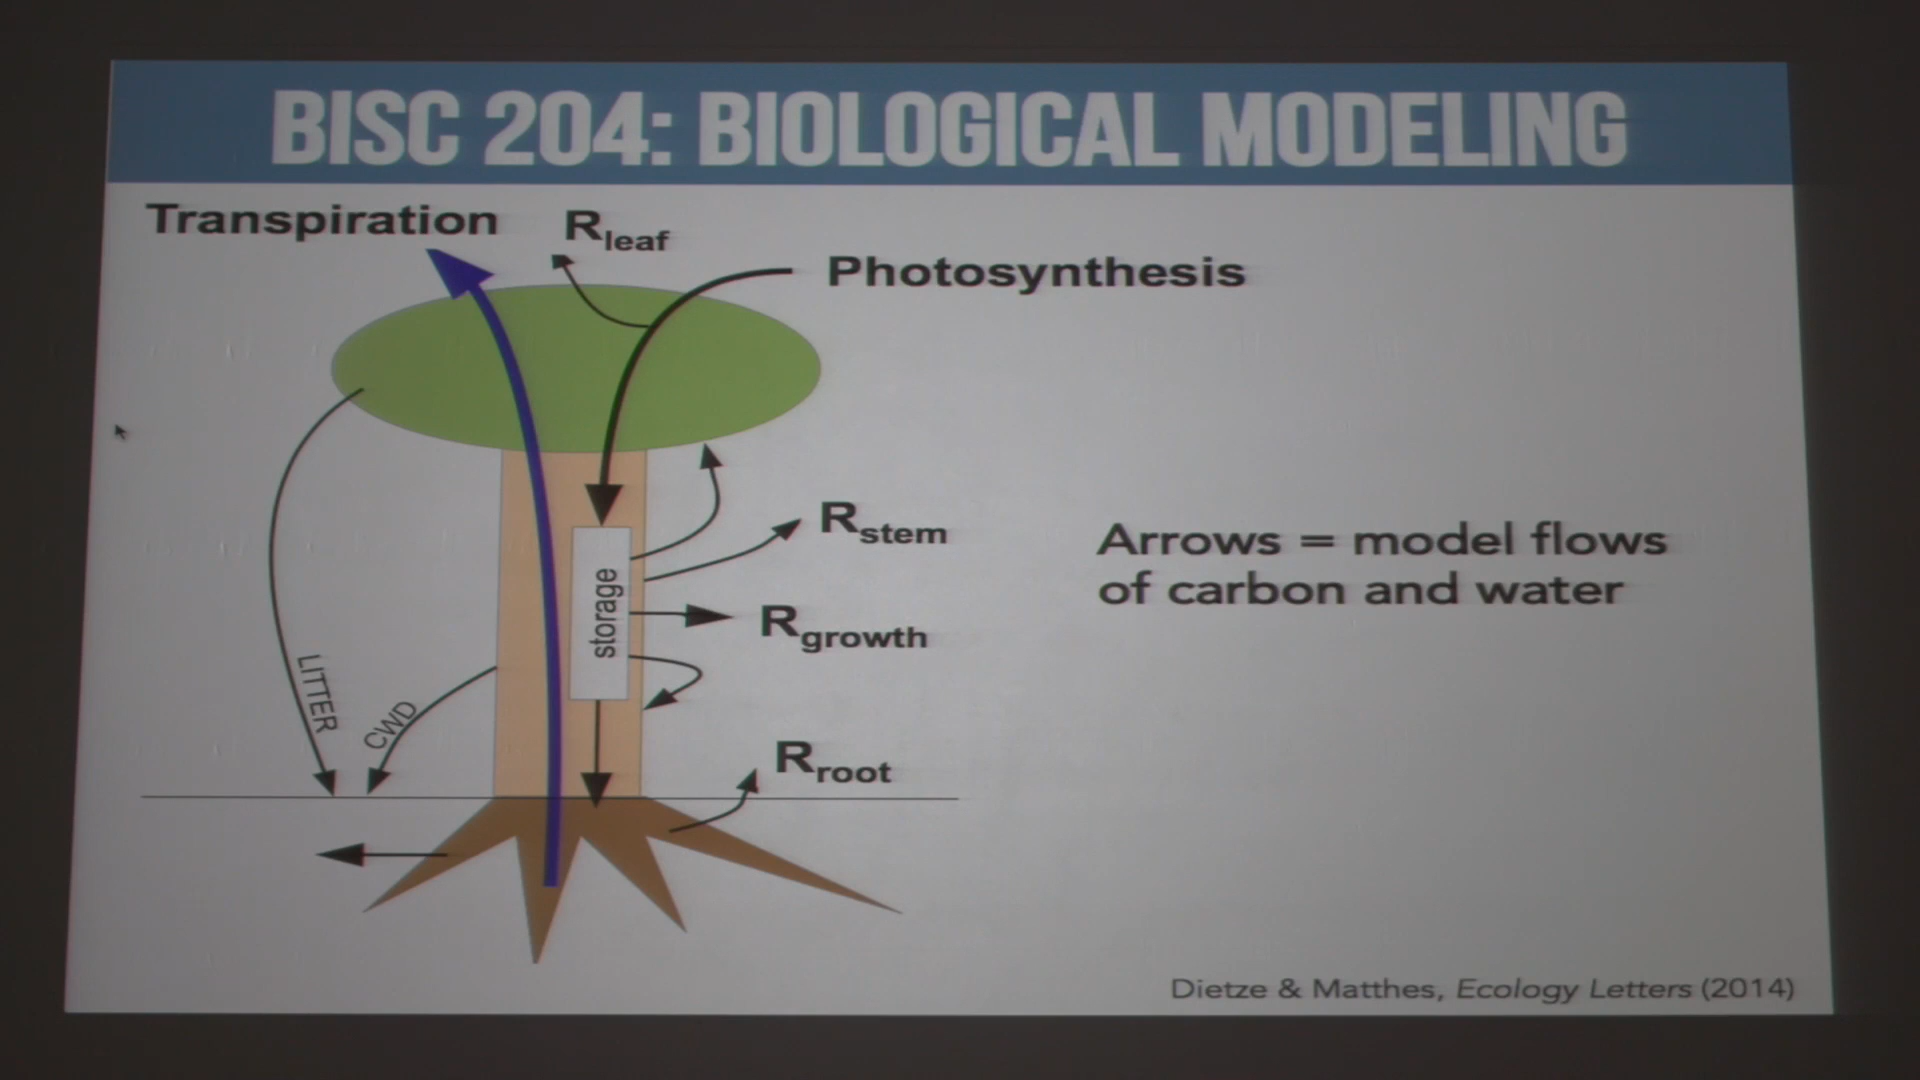 BISC 204: BIOLOGICAL MODELING
Transpiration
Rleaf
Photosynthesis
Rstem
storage
Rgrowth
Arrows = model flows
of carbon and water
LITTER
CWD
Rroot
Dietze & Matthes, Ecology Letters (2014)